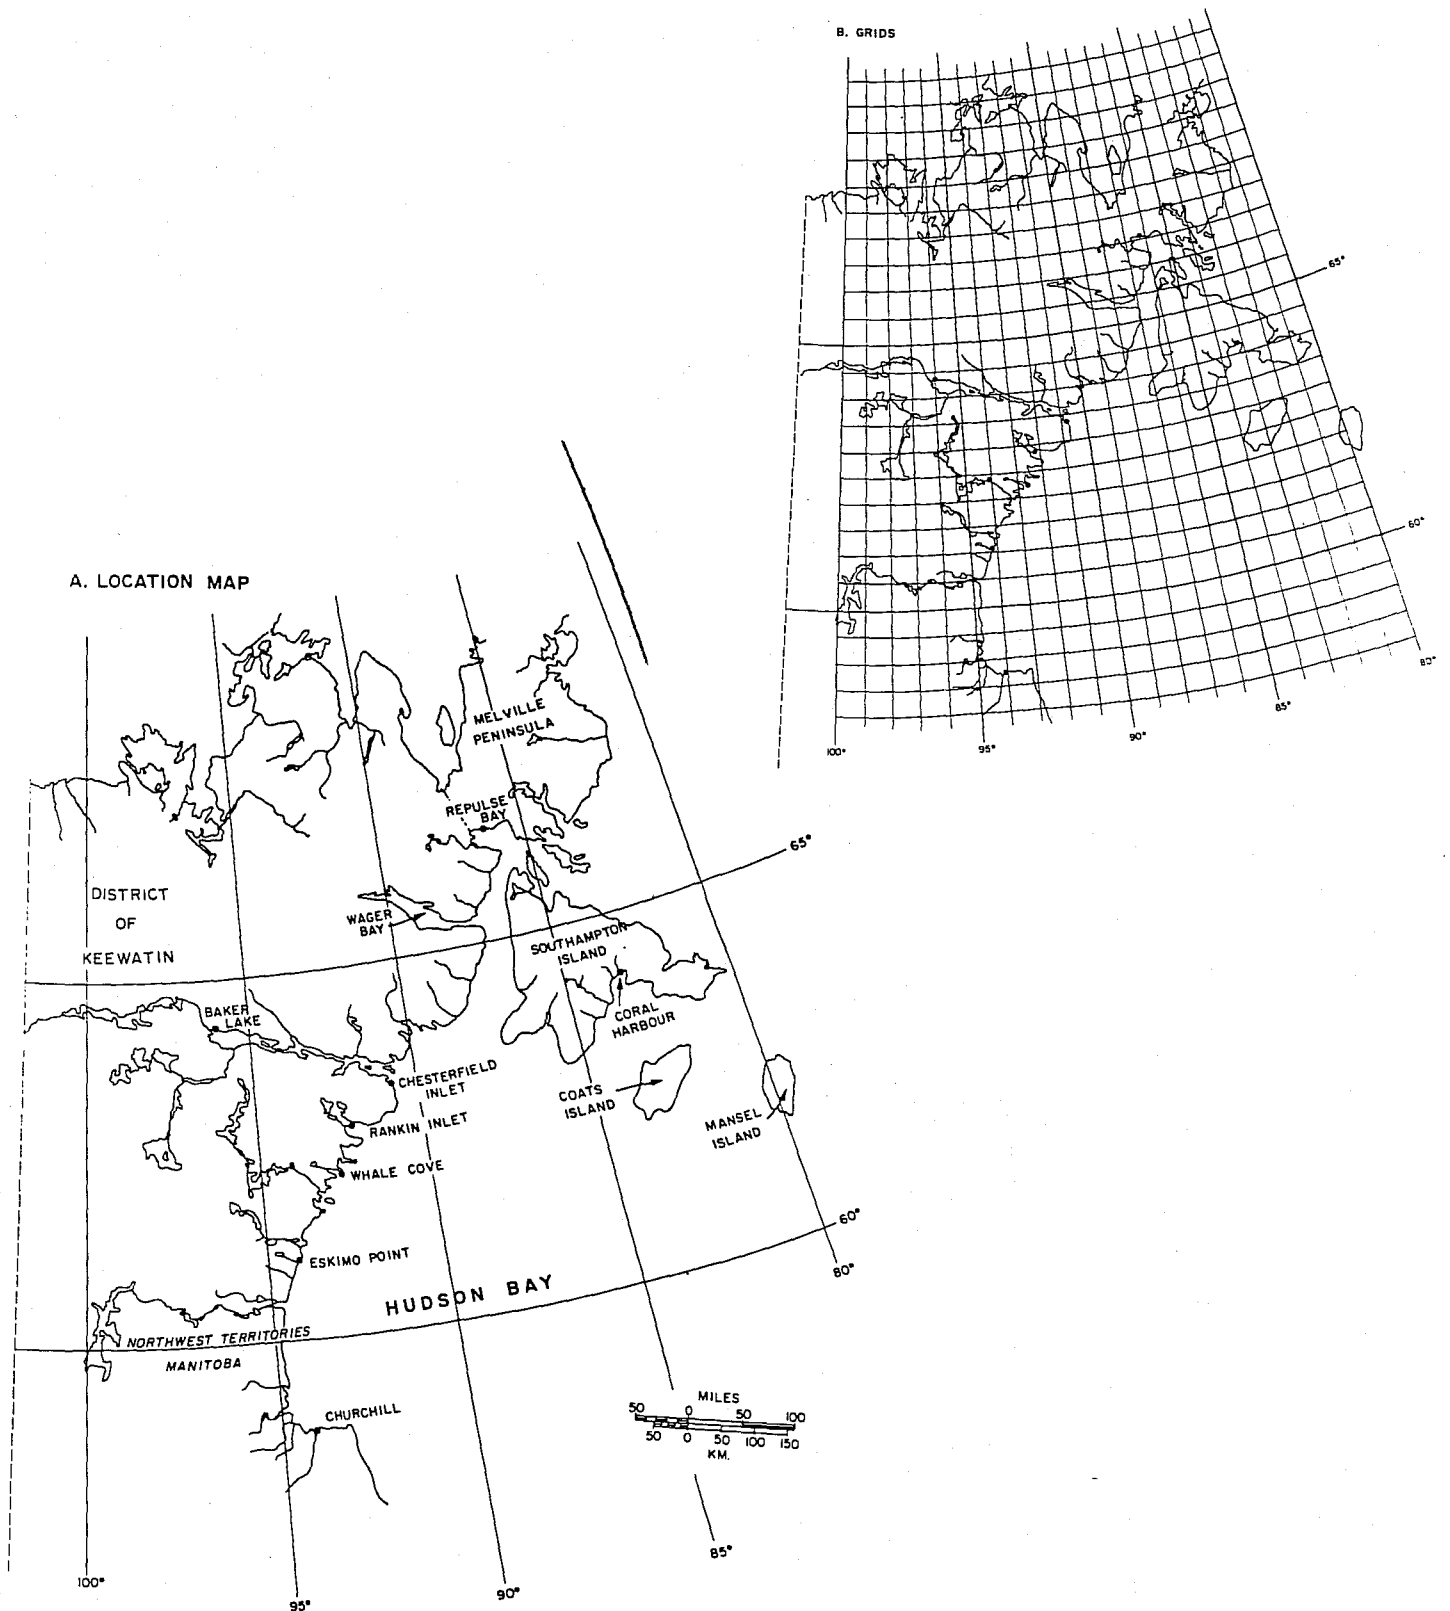 B. GRIDS
65°
60°
80°
85°
90°
95°
100°
A. LOCATION MAP
MELVILLE
PENINSULA
REPULSE
BAY
65°
DISTRICT
OF
KEEWATIN
WAGER
BAY
SOUTHAMPTON
ISLAND
BAKER
LAKE
CORAL
HARBOUR
CHESTERFIELD
INLET
COATS
ISLAND
MANSEL
ISLAND
RANKIN INLET
WHALE COVE
60°
ESKIMO POINT
80°
HUDSON BAY
NORTHWEST TERRITORIES
MANITOBA
MILES
50 0 50 100
50 0 50 100 150
KM.
CHURCHILL
85°
100°
95°
90°